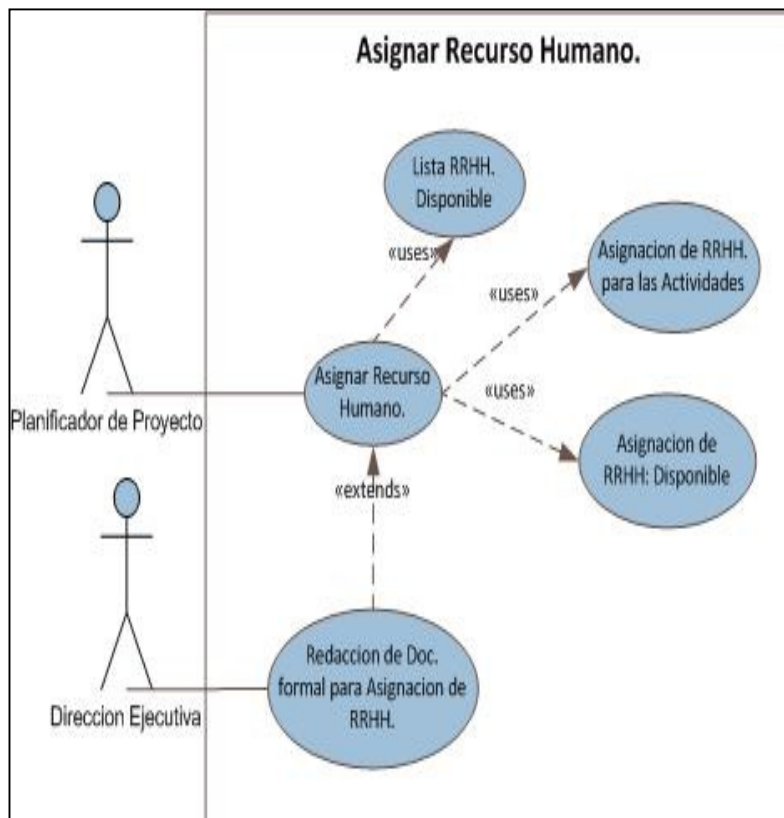 Asignar Recurso Humano.
Lista RRHH.
Disponible
«uses»
Asignacion de RRHH.
para las Actividades
«uses»
Asignar Recurso
Humano.
«uses»
Planificador de Proyecto
Asignacion de
RRHH: Disponible
«extends»
Redaccion de Doc.
formal para Asignacion de
RRHH.
Direccion Ejecutiva